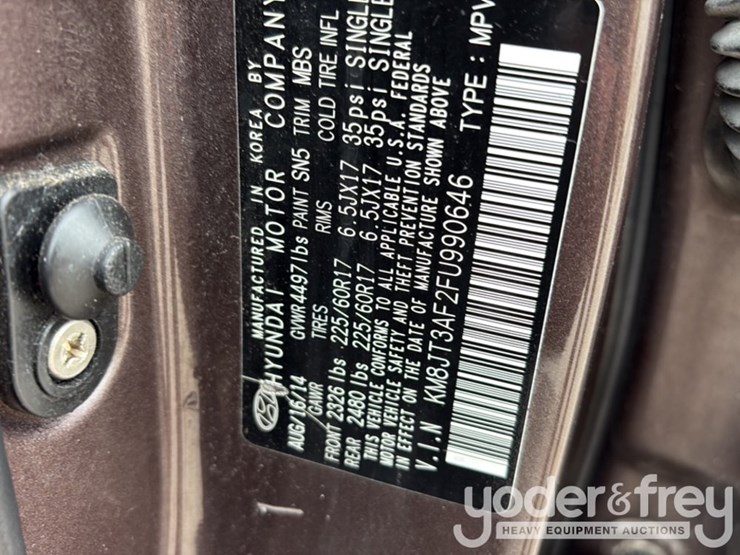 MANUFACTURED IN KOREA BY
HYUNDAI MOTOR COMPANY
AUG/16/14 GVWR 4497lbs PAINT SN5 TRIM MBS
GAWR TIRES RIMS COLD TIRE INFL
FRONT 2326 lbs 225/60R17 6.5JX17 35psi SINGLE
REAR 2480 lbs 225/60R17 6.5JX17 35psi SINGLE
THIS VEHICLE CONFORMS TO ALL APPLICABLE U.S.A. FEDERAL
MOTOR VEHICLE SAFETY AND THEFT PREVENTION STANDARDS
IN EFFECT ON THE DATE OF MANUFACTURE SHOWN ABOVE
V.I.N KM8JT3AF2FU990646 TYPE : MPV
1
yoder&frey
HEAVY EQUIPMENT AUCTIONS